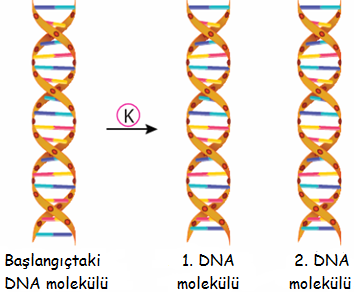 K
Başlangıçtaki
DNA molekülü
1. DNA
molekülü
2. DNA
molekülü